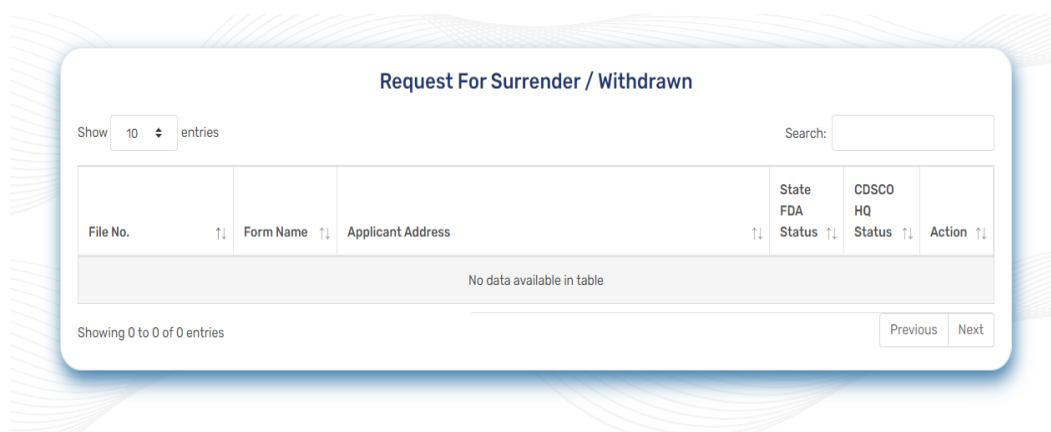 Request For Surrender / Withdrawn
Show 10 entries
Search:
File No.
Form Name
Applicant Address
State
FDA
Status
CDSCO
HQ
Status
Action
No data available in table
Showing 0 to 0 of 0 entries
Previous Next